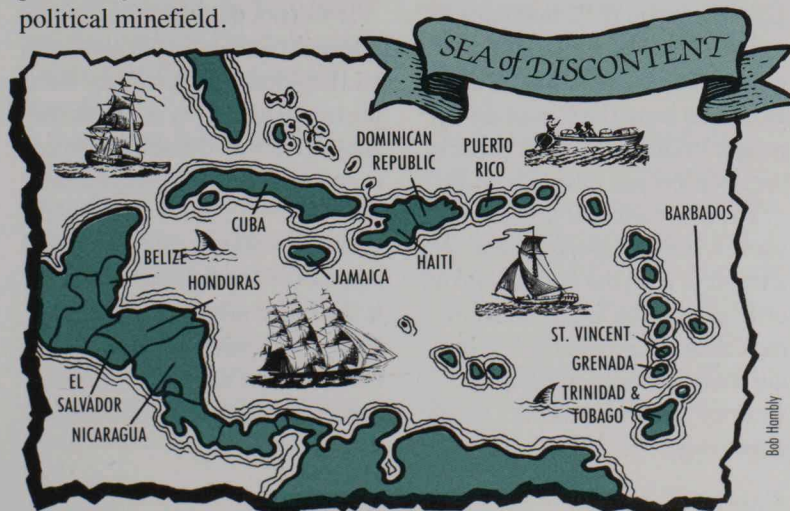 political minefield.
SEA of DISCONTENT
DOMINICAN
REPUBLIC
PUERTO
RICO
BARBADOS
CUBA
BELIZE
HAITI
JAMAICA
HONDURAS
ST. VINCENT
GRENADA
EL
SALVADOR
TRINIDAD &
TOBAGO
NICARAGUA
Bob Hambly